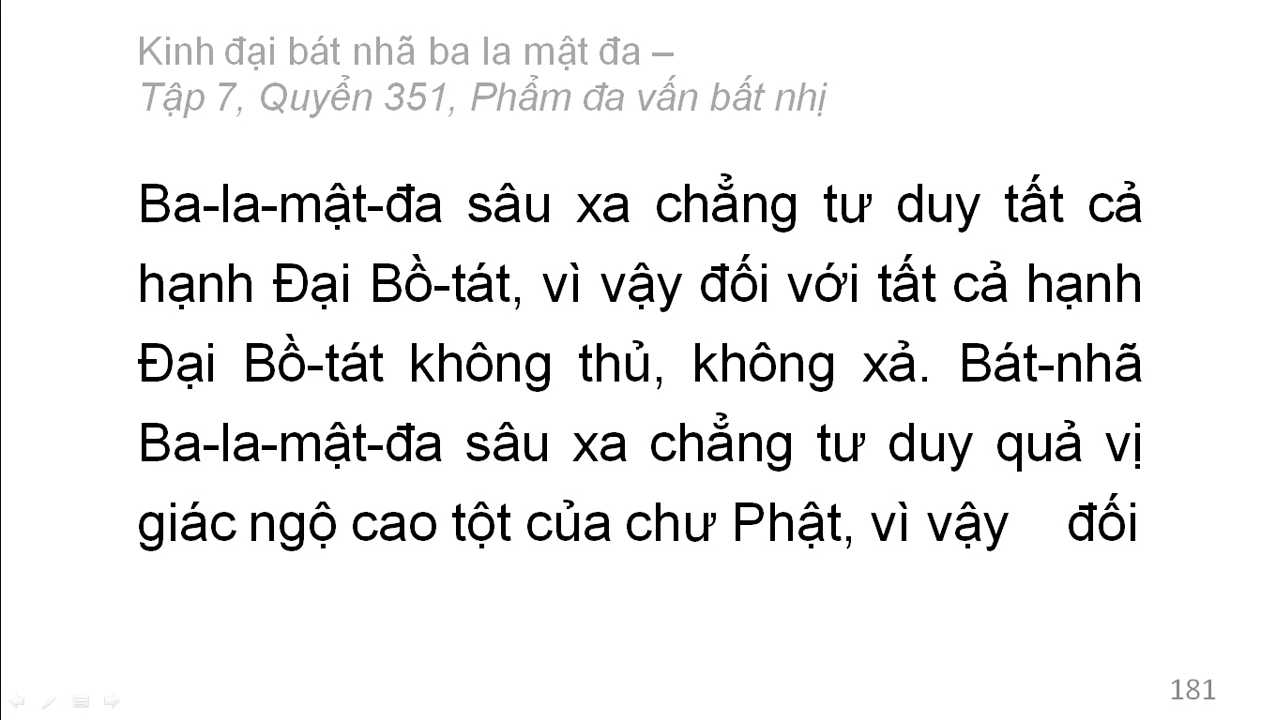 Kinh đại bát nhã ba la mật đa –
Tập 7, Quyển 351, Phẩm đa vấn bất nhị
Ba-la-mật-đa sâu xa chẳng tư duy tất cả
hạnh Đại Bồ-tát, vì vậy đối với tất cả hạnh
Đại Bồ-tát không thủ, không xả. Bát-nhã
Ba-la-mật-đa sâu xa chẳng tư duy quả vị
giác ngộ cao tột của chư Phật, vì vậy đối
181